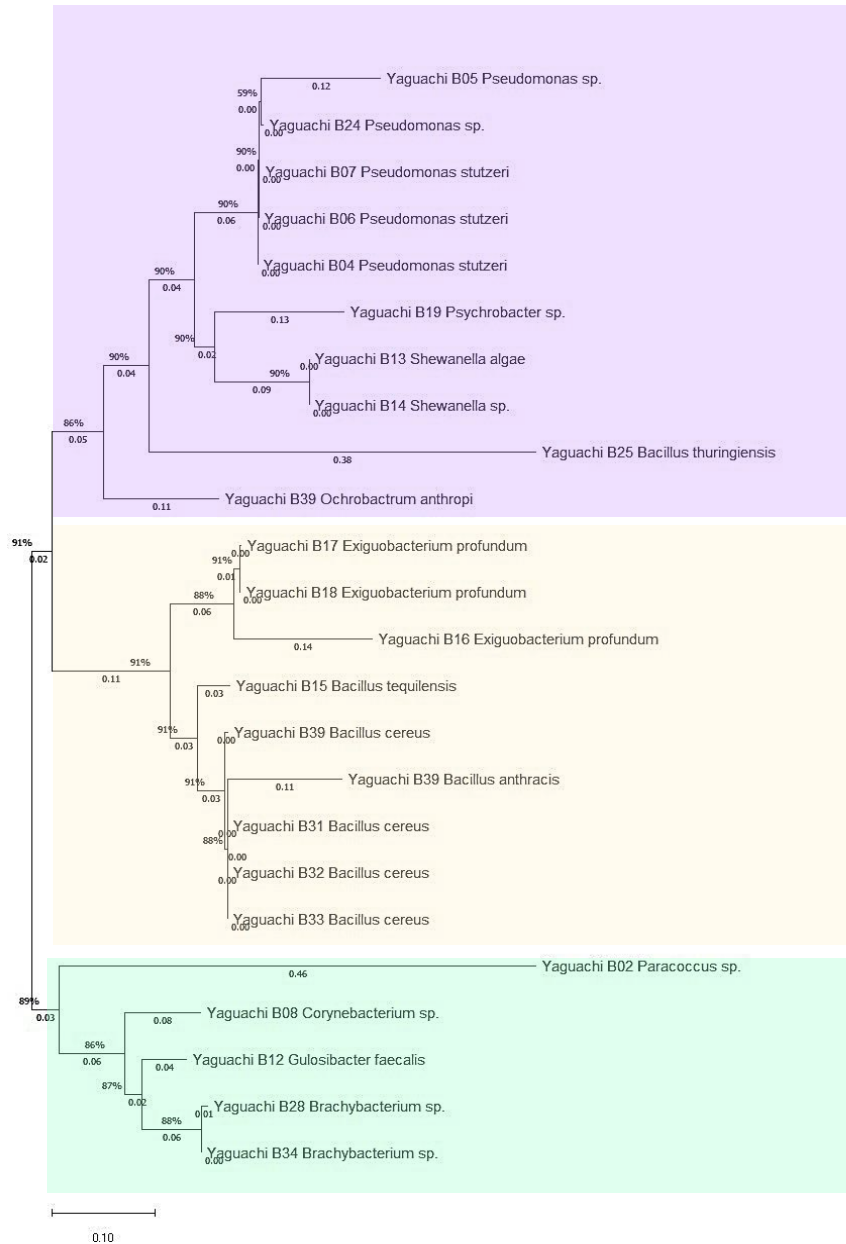 Yaguachi B05 Pseudomonas sp.
0.12
59%
0.00
Yaguachi B24 Pseudomonas sp.
0.00
90%
0.00
Yaguachi B07 Pseudomonas stutzeri
0.00
90%
0.06
Yaguachi B06 Pseudomonas stutzeri
0.00
Yaguachi B04 Pseudomonas stutzeri
0.00
90%
0.04
Yaguachi B19 Psychrobacter sp.
0.13
90%
0.02
Yaguachi B13 Shewanella algae
0.00
90%
0.09
Yaguachi B14 Shewanella sp.
0.00
90%
0.04
Yaguachi B25 Bacillus thuringiensis
0.38
86%
0.05
Yaguachi B39 Ochrobactrum anthropi
0.11
91%
0.02
Yaguachi B17 Exiguobacterium profundum
0.00
91%
0.01
Yaguachi B18 Exiguobacterium profundum
0.00
88%
0.06
Yaguachi B16 Exiguobacterium profundum
0.14
91%
0.11
Yaguachi B15 Bacillus tequilensis
0.03
91%
0.03
Yaguachi B39 Bacillus cereus
0.00
91%
0.03
Yaguachi B39 Bacillus anthracis
0.11
Yaguachi B31 Bacillus cereus
0.00
88%
0.00
Yaguachi B32 Bacillus cereus
0.00
Yaguachi B33 Bacillus cereus
0.00
Yaguachi B02 Paracoccus sp.
0.46
89%
0.03
Yaguachi B08 Corynebacterium sp.
0.08
86%
0.06
Yaguachi B12 Gulosibacter faecalis
0.04
87%
0.02
Yaguachi B28 Brachybacterium sp.
0.01
88%
0.06
Yaguachi B34 Brachybacterium sp.
0.00
0.10